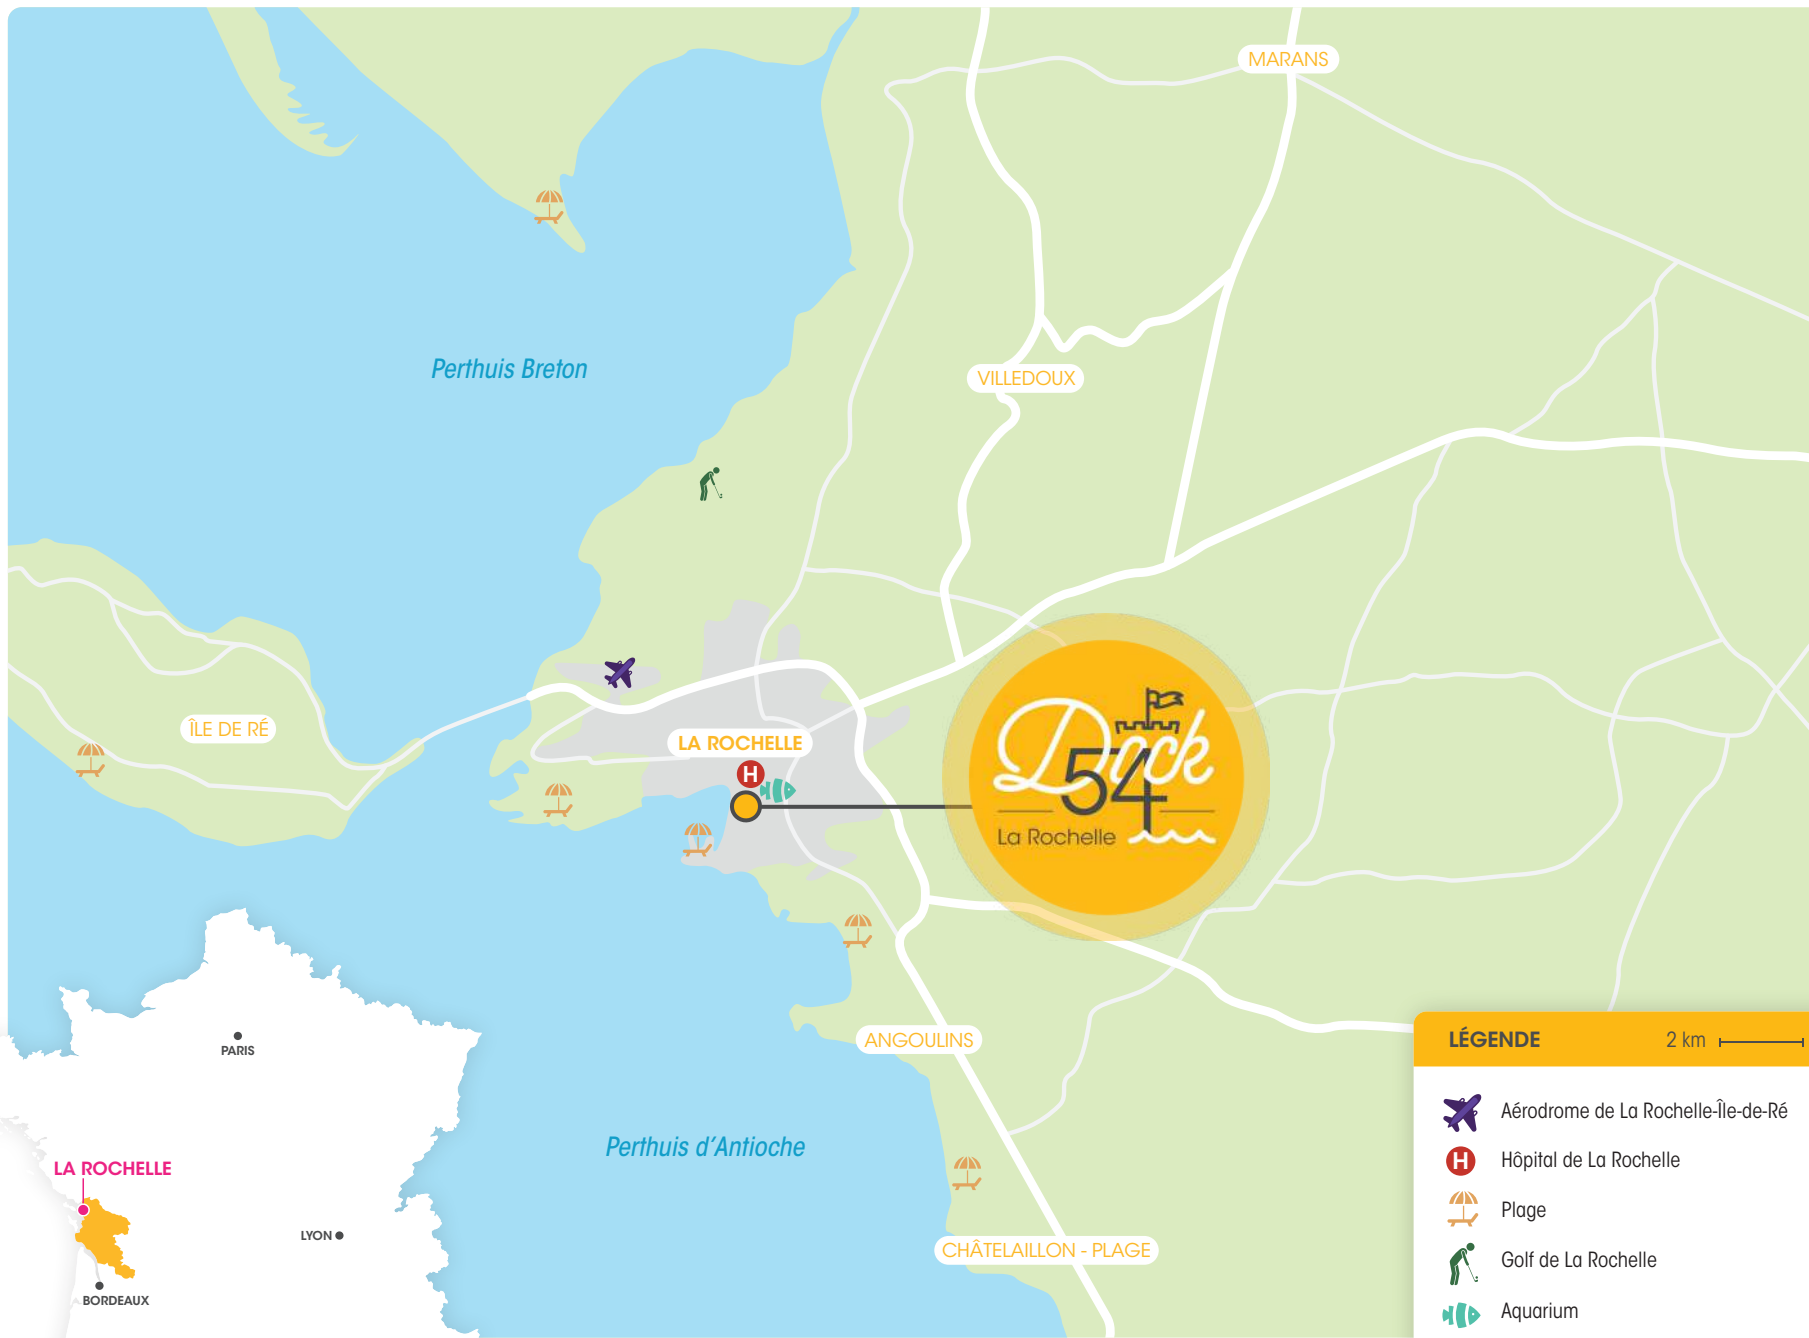 MARANS
Perthuis Breton
VILLEDOUX
ÎLE DE RÉ
LA ROCHELLE
H
Dock
54
La Rochelle
ANGOULINS
Perthuis d'Antioche
CHÂTELAILLON - PLAGE
PARIS
LA ROCHELLE
LYON
BORDEAUX
LÉGENDE 2 km
Aérodrome de La Rochelle-Île-de-Ré
H Hôpital de La Rochelle
Plage
Golf de La Rochelle
Aquarium